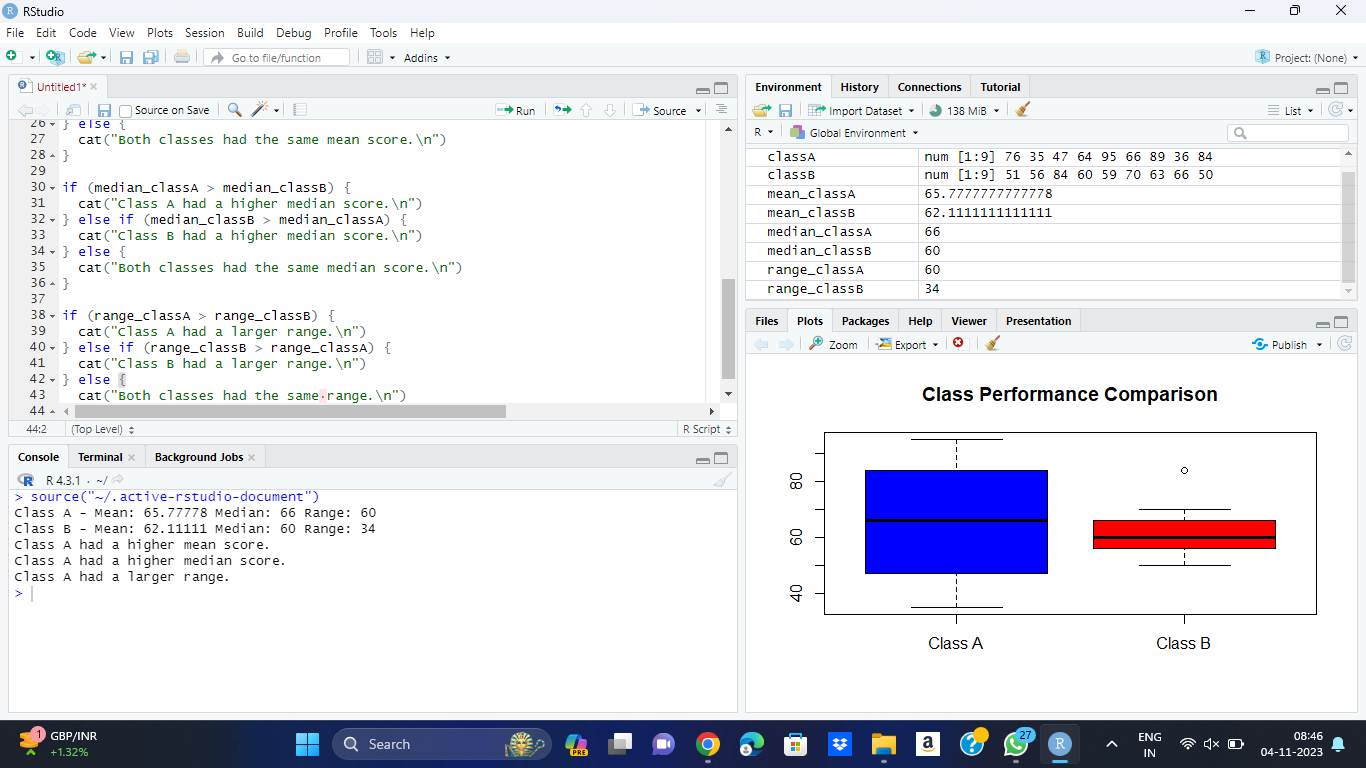 RStudio
File Edit Code View Plots Session Build Debug Profile Tools Help
Go to file/function Addins Project: (None)
Untitled1*
Source on Save Run Source
26 } else {
27 cat("Both classes had the same mean score.\n")
28 }
29
30 if (median_classA > median_classB) {
31 cat("Class A had a higher median score.\n")
32 } else if (median_classB > median_classA) {
33 cat("Class B had a higher median score.\n")
34 } else {
35 cat("Both classes had the same median score.\n")
36 }
37
38 if (range_classA > range_classB) {
39 cat("Class A had a larger range.\n")
40 } else if (range_classB > range_classA) {
41 cat("Class B had a larger range.\n")
42 } else {
43 cat("Both classes had the same range.\n")
44
44:2 (Top Level) R Script
Console Terminal Background Jobs
R 4.3.1 · ~/
> source("~/.active-rstudio-document")
Class A - Mean: 65.77778 Median: 66 Range: 60
Class B - Mean: 62.11111 Median: 60 Range: 34
Class A had a higher mean score.
Class A had a higher median score.
Class A had a larger range.
>
Environment History Connections Tutorial
Import Dataset 138 MiB List
R Global Environment
classA num [1:9] 76 35 47 64 95 66 89 36 84
classB num [1:9] 51 56 84 60 59 70 63 66 50
mean_classA 65.7777777777778
mean_classB 62.1111111111111
median_classA 66
median_classB 60
range_classA 60
range_classB 34
Files Plots Packages Help Viewer Presentation
Zoom Export Publish
Class Performance Comparison
80
60
40
Class A Class B
1 GBP/INR
+1.32%
Search
PRE
27
ENG
IN
08:46
04-11-2023